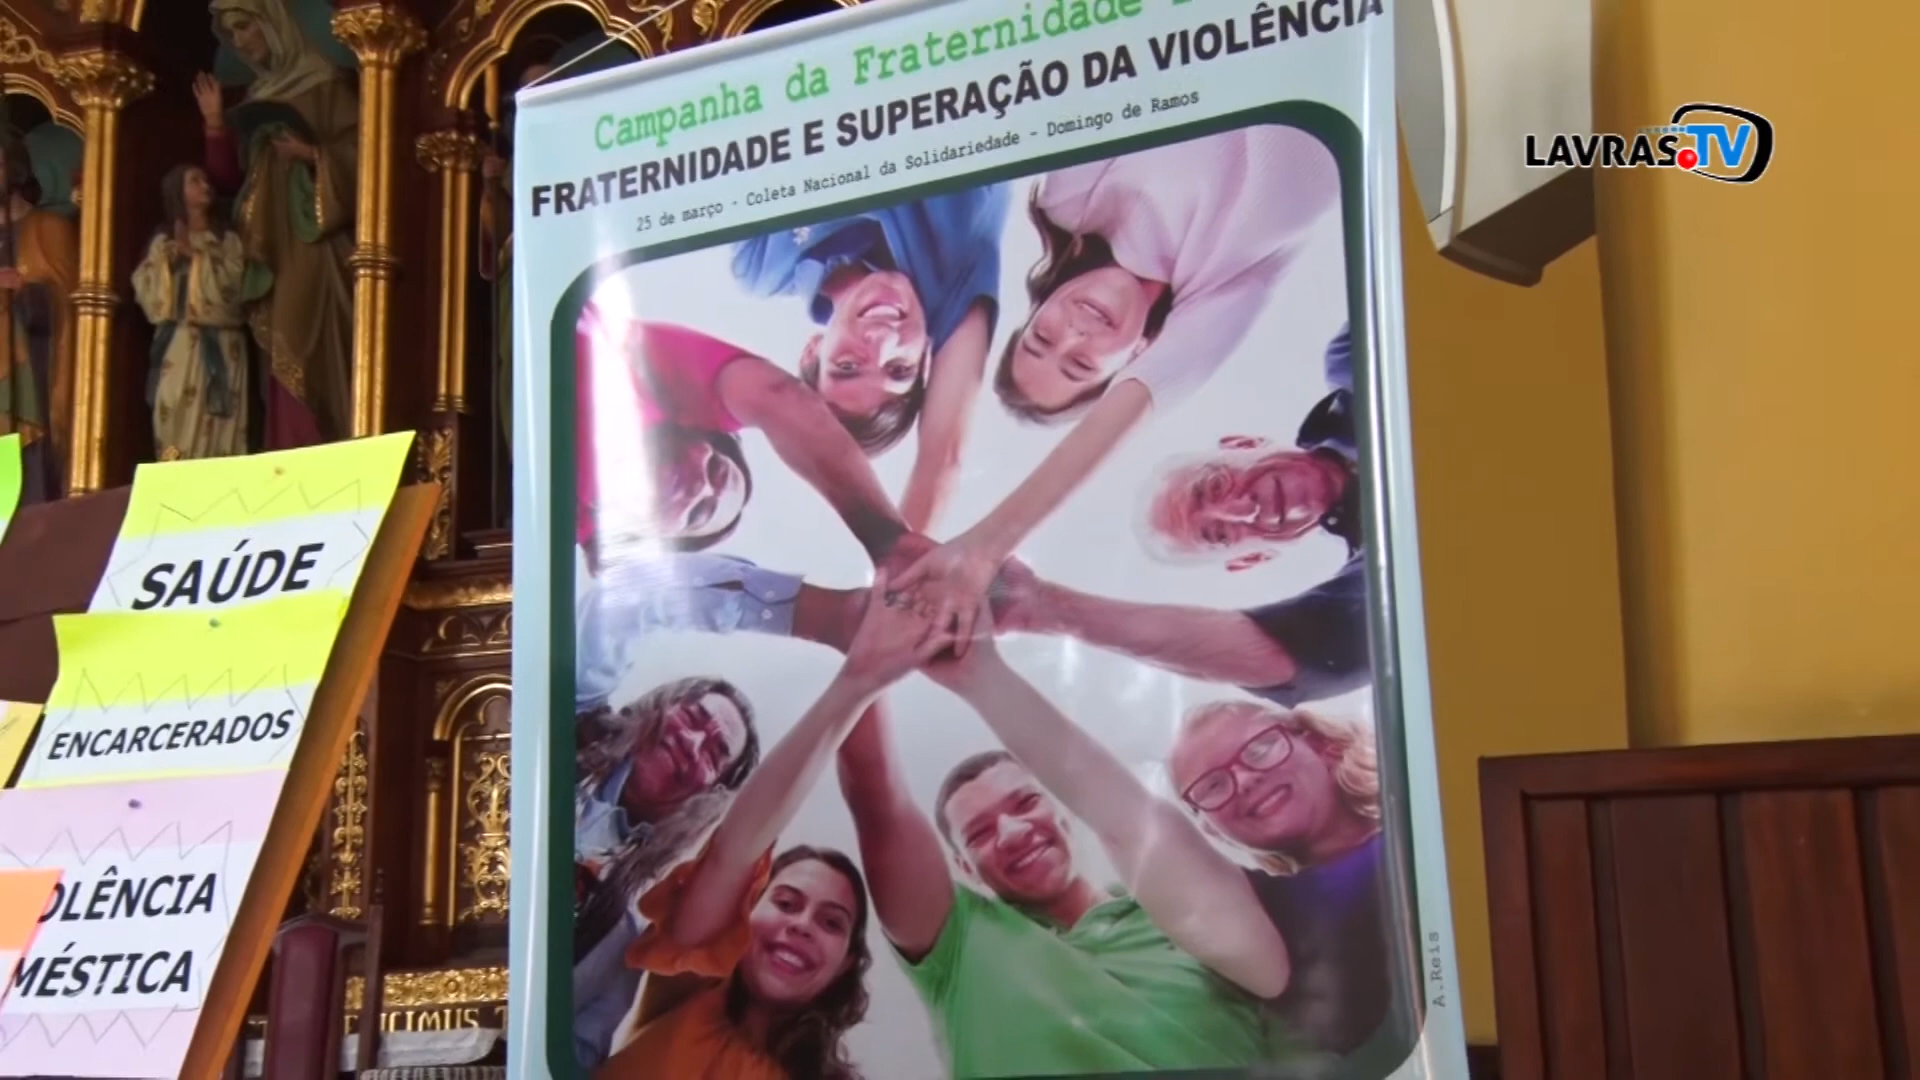 Campanha da Fraternidade
FRATERNIDADE E SUPERAÇÃO DA VIOLÊNCIA
25 de março - Coleta Nacional da Solidariedade - Domingo de Ramos
LAVRAS.TV
SAÚDE
ENCARCERADOS
OLÊNCIA
MÉSTICA
A.Reis